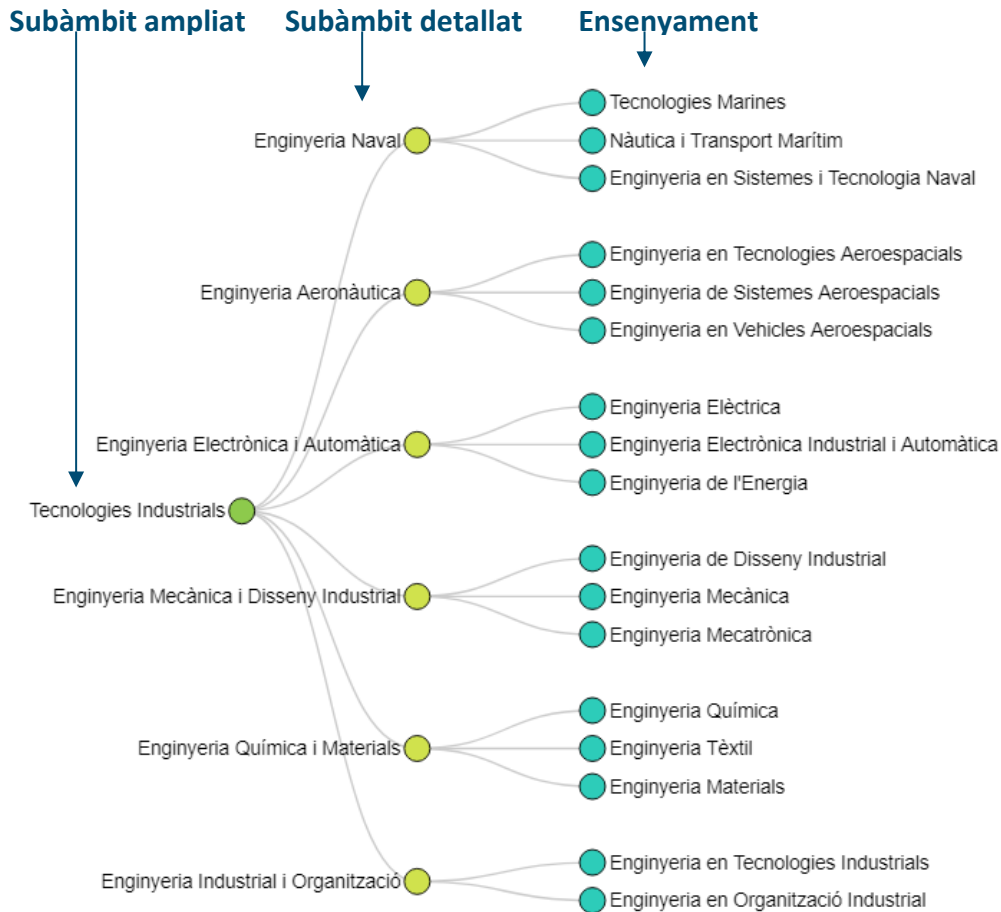 Subàmbit ampliat
Subàmbit detallat
Ensenyament
Tecnologies Industrials
Enginyeria Naval
Tecnologies Marines
Nàutica i Transport Marítim
Enginyeria en Sistemes i Tecnologia Naval
Enginyeria Aeronàutica
Enginyeria en Tecnologies Aeroespacials
Enginyeria de Sistemes Aeroespacials
Enginyeria en Vehicles Aeroespacials
Enginyeria Electrònica i Automàtica
Enginyeria Elèctrica
Enginyeria Electrònica Industrial i Automàtica
Enginyeria de l'Energia
Enginyeria Mecànica i Disseny Industrial
Enginyeria de Disseny Industrial
Enginyeria Mecànica
Enginyeria Mecatrònica
Enginyeria Química i Materials
Enginyeria Química
Enginyeria Tèxtil
Enginyeria Materials
Enginyeria Industrial i Organització
Enginyeria en Tecnologies Industrials
Enginyeria en Organització Industrial